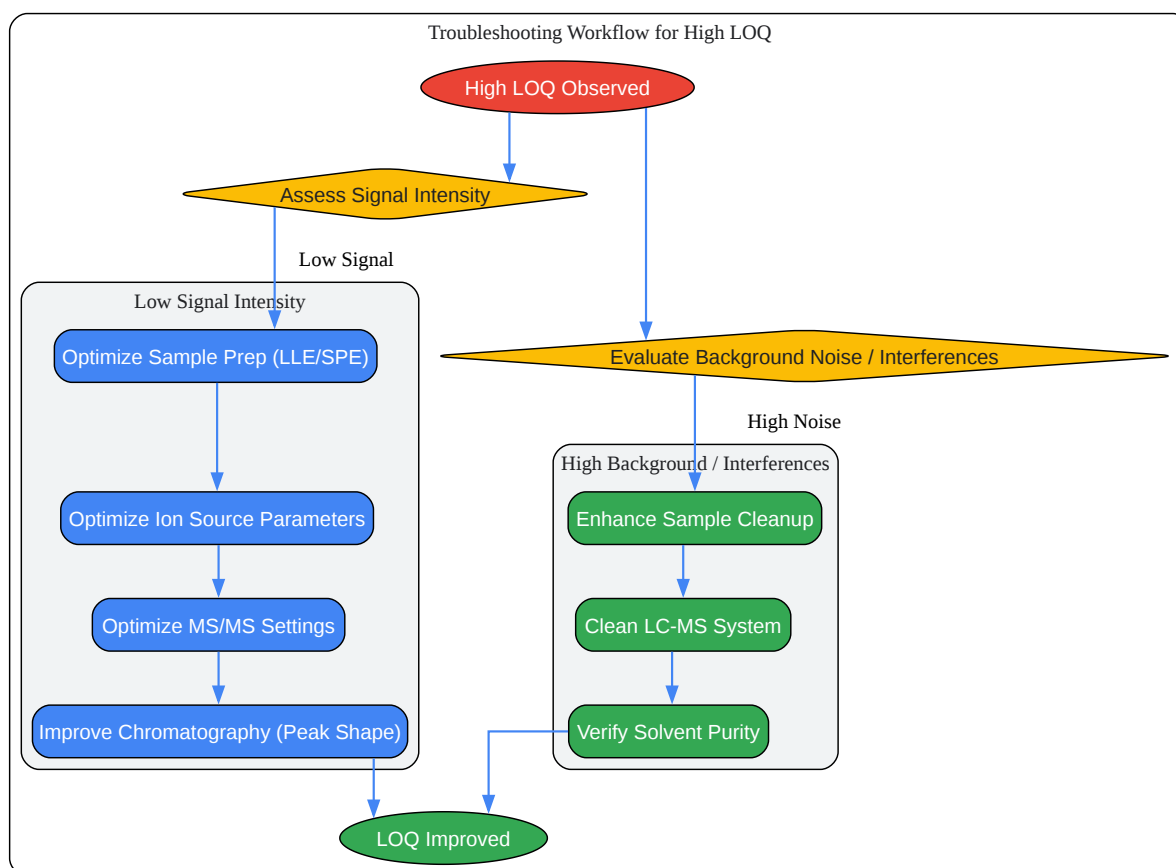 Troubleshooting Workflow for High LOQ
High LOQ Observed
Assess Signal Intensity
Low Signal
Low Signal Intensity
Optimize Sample Prep (LLE/SPE)
Evaluate Background Noise / Interferences
High Noise
High Background / Interferences
Optimize Ion Source Parameters
Enhance Sample Cleanup
Optimize MS/MS Settings
Clean LC-MS System
Improve Chromatography (Peak Shape)
Verify Solvent Purity
LOQ Improved